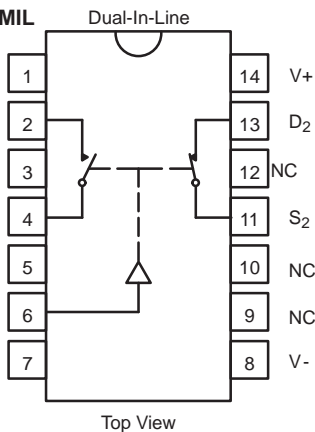 MIL
Dual-In-Line
1 14 V+
2 13 D2
3 12 NC
4 11 S2
5 10 NC
6 9 NC
7 8 V-
Top View